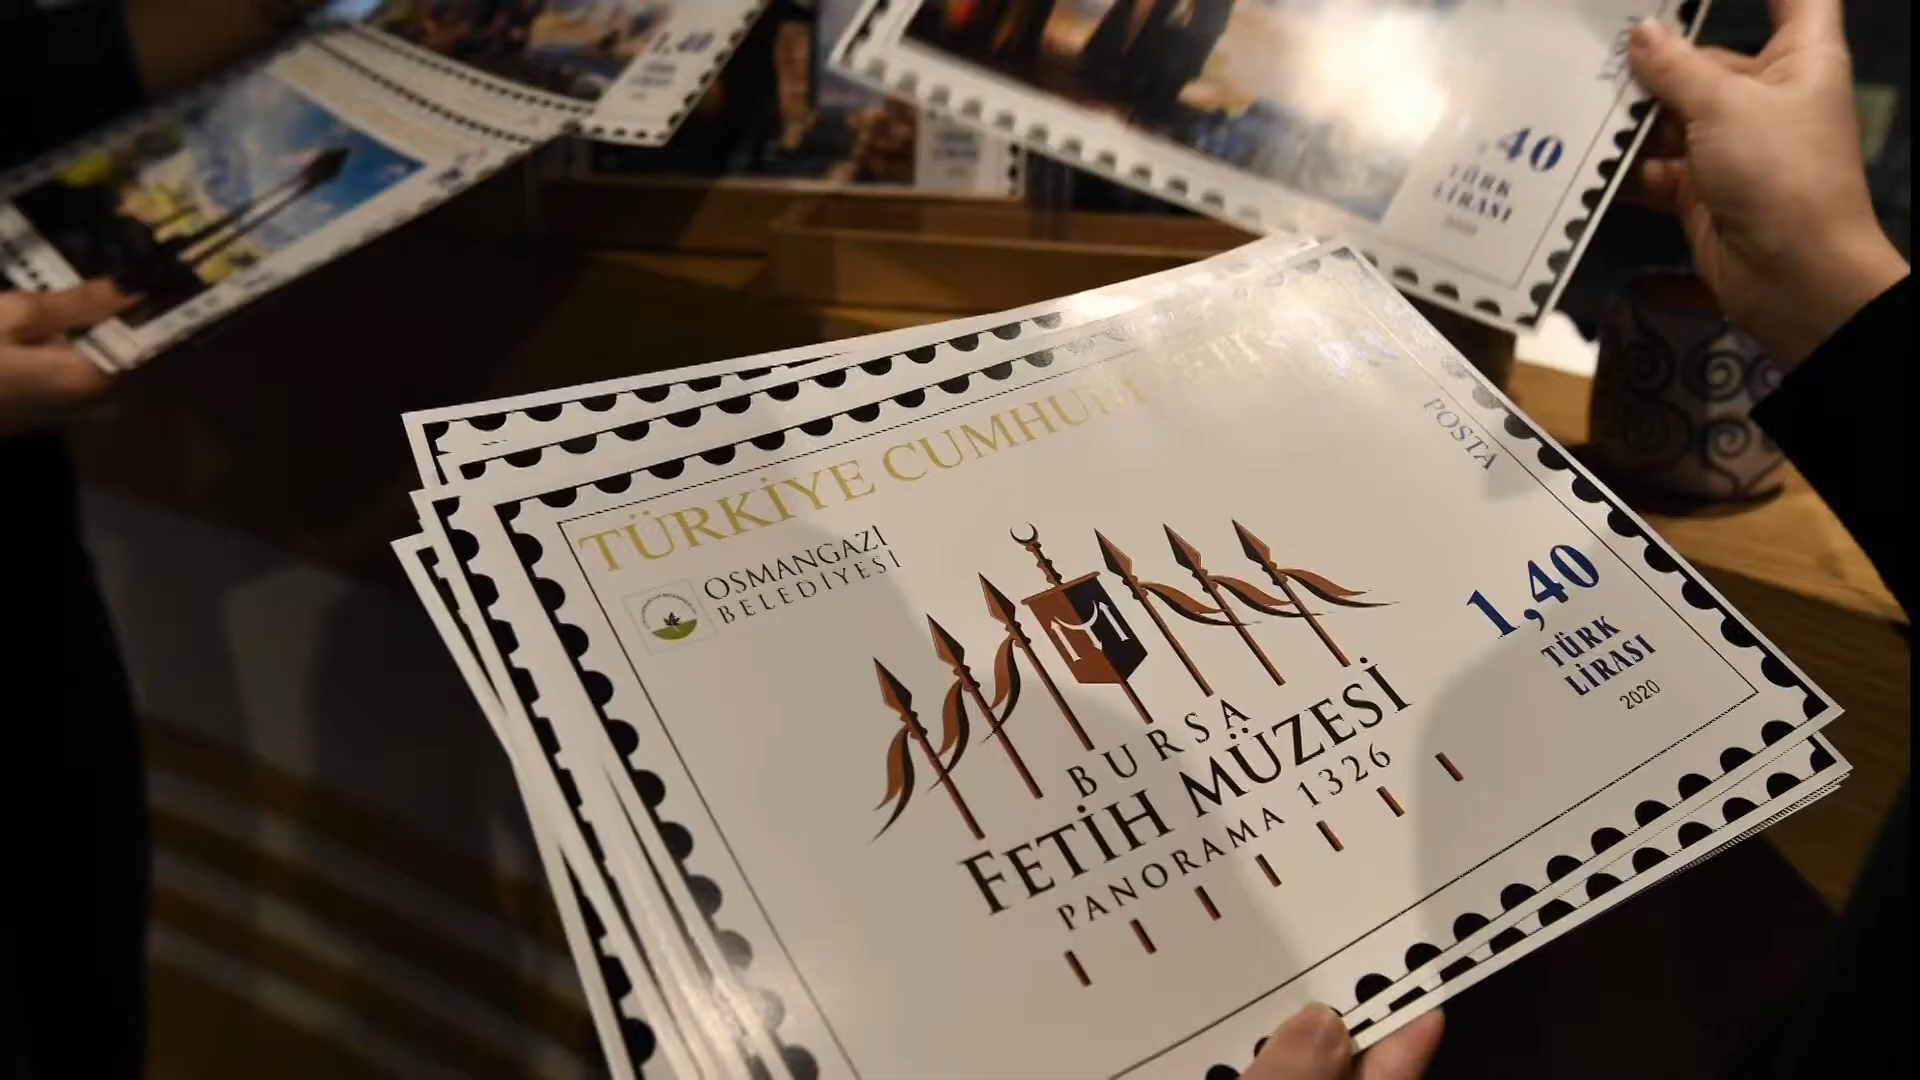 1,40
40
TÜRK
LİRASI
TÜRKİYE CUMHURİYETİ
POSTA
OSMANGAZİ
BELEDİYESİ
1,40
TÜRK
LİRASI
2020
BURSA
FETİH MÜZESİ
PANORAMA 1326